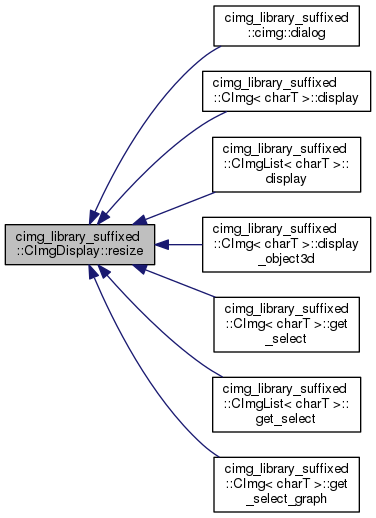 cimg_library_suffixed
::CImgDisplay::resize
cimg_library_suffixed
::cimg::dialog
cimg_library_suffixed
::CImg< charT >::display
cimg_library_suffixed
::CImgList< charT >::
display
cimg_library_suffixed
::CImg< charT >::display
_object3d
cimg_library_suffixed
::CImg< charT >::get
_select
cimg_library_suffixed
::CImgList< charT >::
get_select
cimg_library_suffixed
::CImg< charT >::get
_select_graph